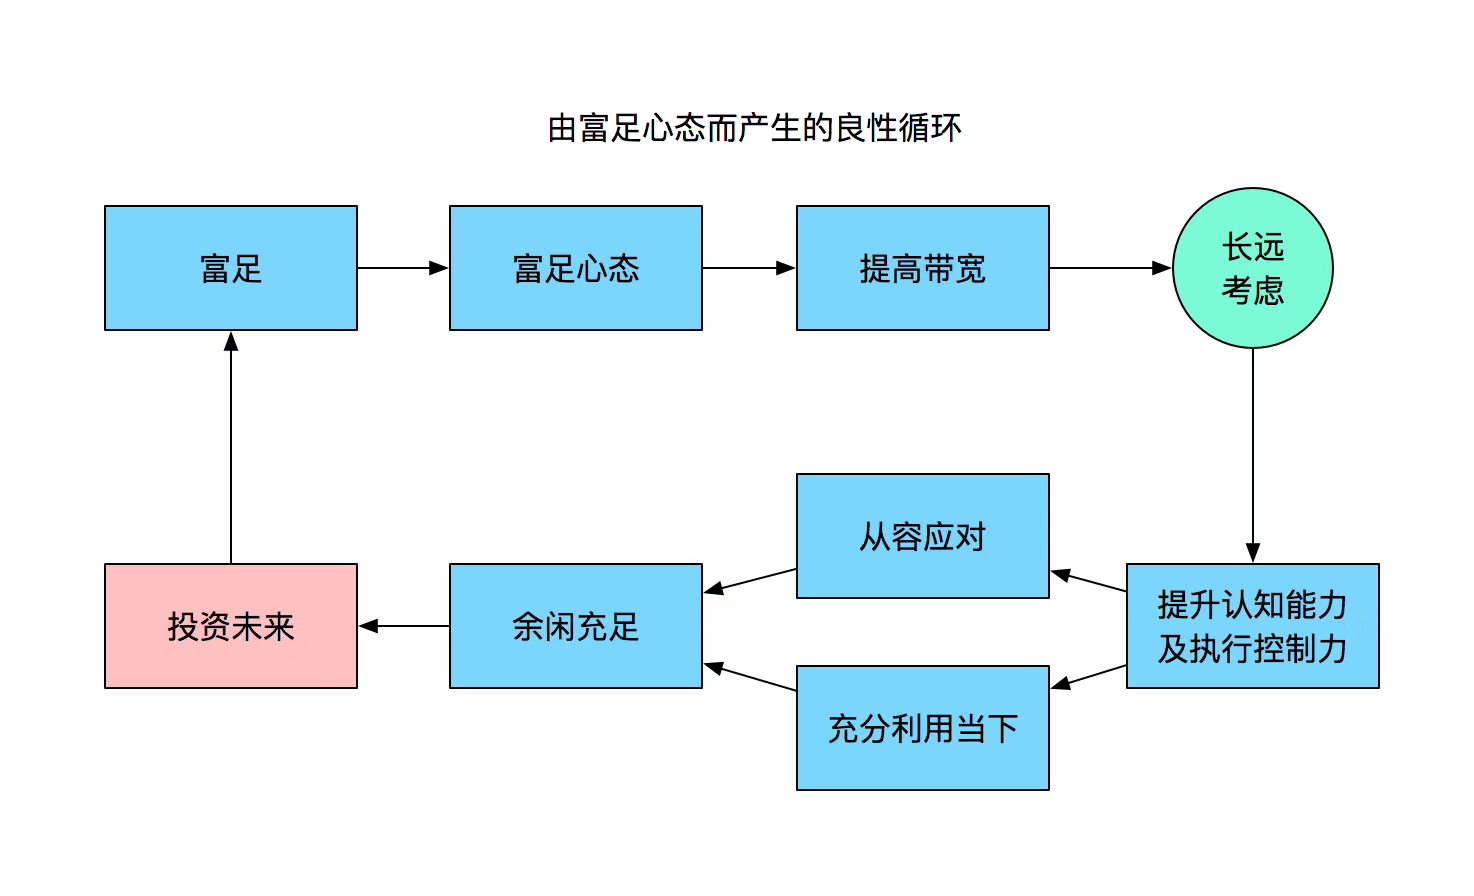 由富足心态而产生的良性循环
富足
富足心态
提高带宽
长远
考虑
从容应对
提升认知能力
及执行控制力
投资未来
余闲充足
充分利用当下